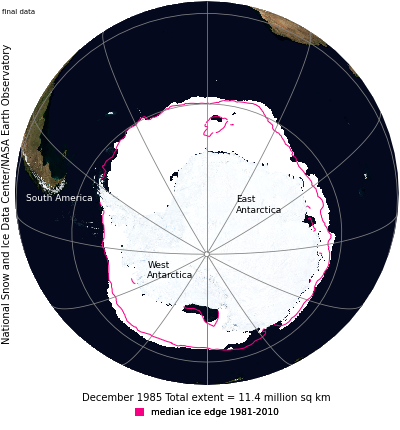 final data
National Snow and Ice Data Center/NASA Earth Observatory
South America
East
Antarctica
West
Antarctica
December 1985 Total extent = 11.4 million sq km
median ice edge 1981-2010